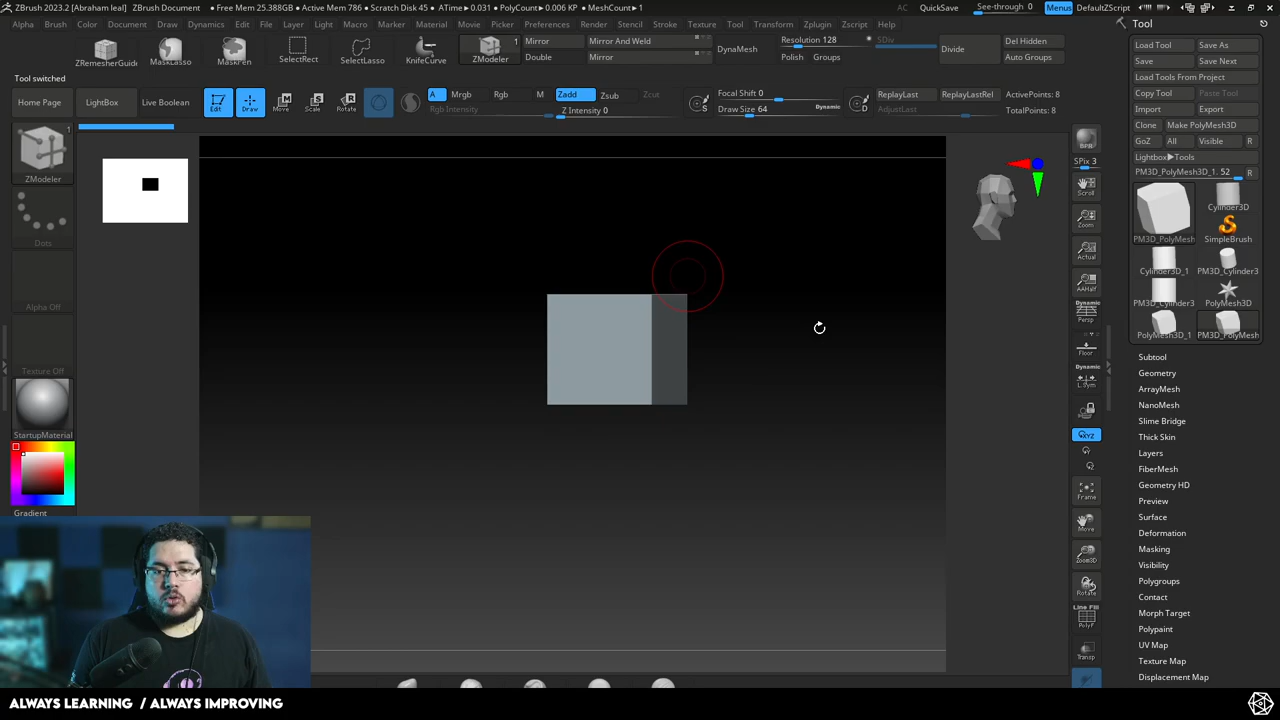 ZBrush 2023.2 [Abraham leal] ZBrush Document • Free Mem 25.388GB • Active Mem 786 • Scratch Disk 45 • ATime►0.031 • PolyCount►0.006 KP • MeshCount►1
AC QuickSave See-through 0 Menus DefaultZScript
Alpha Brush Color Document Draw Dynamics Edit File Layer Light Macro Marker Material Movie Picker Preferences Render Stencil Stroke Texture Tool Transform Zplugin Zscript Help
ZRemesherGuide MaskLasso MaskPen SelectRect SelectLasso KnifeCurve ZModeler 1
Mirror Mirror And Weld
Double Mirror
DynaMesh Resolution 128
Polish Groups
SDiv Divide Del Hidden
Auto Groups
Tool switched
Home Page LightBox Live Boolean Edit Draw Move Scale Rotate
A Mrgb Rgb M Zadd Zsub Zcut
Rgb Intensity Z Intensity 0
S Focal Shift 0
Draw Size 64 Dynamic
D ReplayLast ReplayLastRel
AdjustLast
ActivePoints: 8
TotalPoints: 8
1
ZModeler
Dots
Alpha Off
Texture Off
StartupMaterial
Gradient
BPR
SPix 3
Scroll
Zoom
Actual
AAHalf
Dynamic
Persp
Floor
Dynamic
L.Sym
XYZ
Frame
Move
Zoom3D
Rotate
Line Fill
PolyF
Transp
Tool
Load Tool Save As
Save Save Next
Load Tools From Project
Copy Tool Paste Tool
Import Export
Clone Make PolyMesh3D
GoZ All Visible R
Lightbox►Tools
PM3D_PolyMesh3D_1. 52 R
PM3D_PolyMesh Cylinder3D
SimpleBrush
Cylinder3D_1 PM3D_Cylinder3
PM3D_Cylinder3 PolyMesh3D
PolyMesh3D_1 PM3D_PolyMesh
Subtool
Geometry
ArrayMesh
NanoMesh
Slime Bridge
Thick Skin
Layers
FiberMesh
Geometry HD
Preview
Surface
Deformation
Masking
Visibility
Polygroups
Contact
Morph Target
Polypaint
UV Map
Texture Map
Displacement Map
ALWAYS LEARNING / ALWAYS IMPROVING